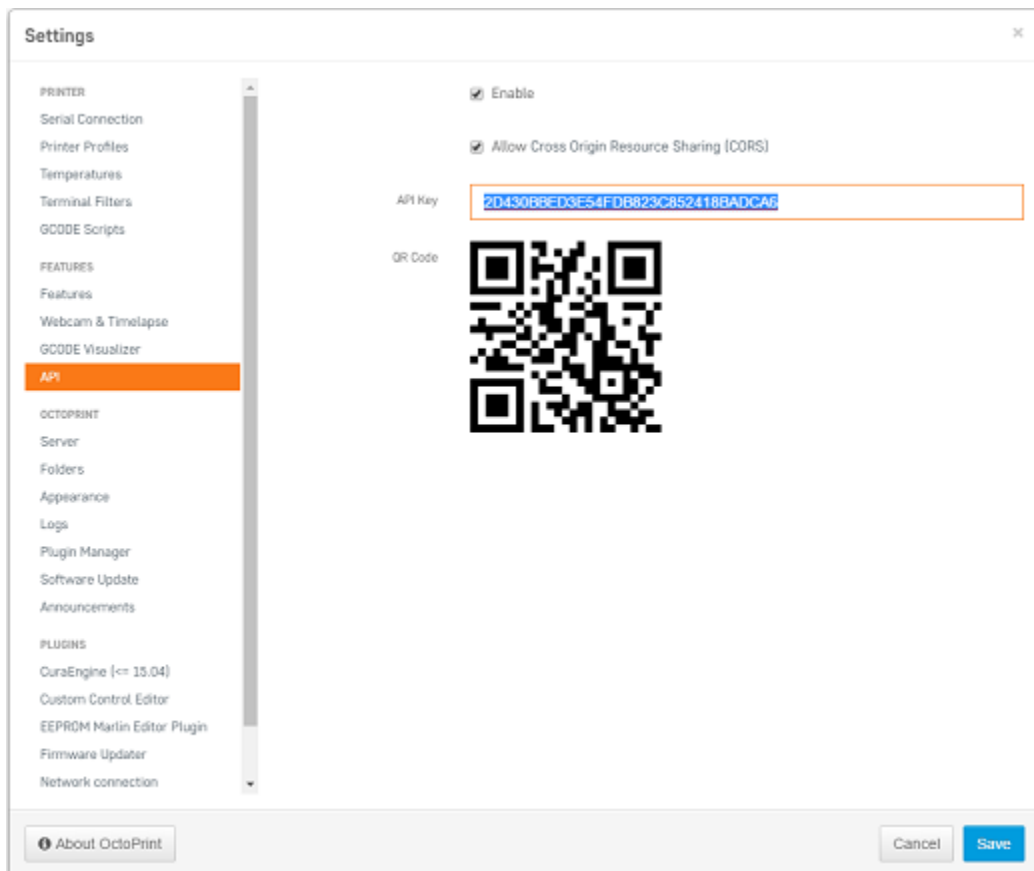 Settings
×
PRINTER
Serial Connection
Printer Profiles
Temperatures
Terminal Filters
GCODE Scripts
FEATURES
Features
Webcam & Timelapse
GCODE Visualizer
API
OCTOPRINT
Server
Folders
Appearance
Logs
Plugin Manager
Software Update
Announcements
PLUGINS
CuraEngine (<= 15.04)
Custom Control Editor
EEPROM Marlin Editor Plugin
Firmware Updater
Network connection
Enable
Allow Cross Origin Resource Sharing (CORS)
API Key 2D430BBED3E54FDB823C852418BADCA6
QR Code
About OctoPrint
Cancel Save